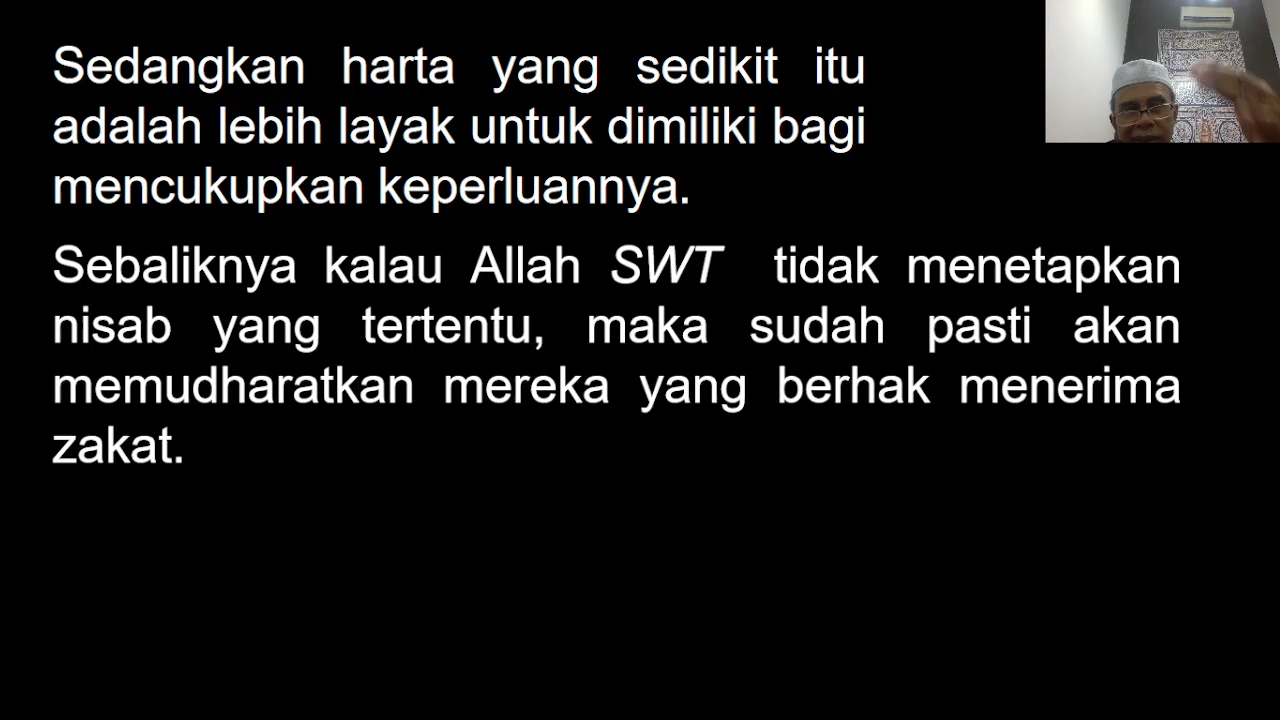 Sedangkan harta yang sedikit itu
adalah lebih layak untuk dimiliki bagi
mencukupkan keperluannya.
Sebaliknya kalau Allah SWT tidak menetapkan
nisab yang tertentu, maka sudah pasti akan
memudharatkan mereka yang berhak menerima
zakat.